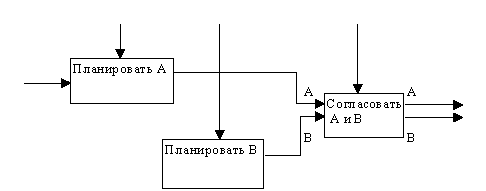 Планировать А
А
А
Согласовать
А и В
В
В
Планировать В